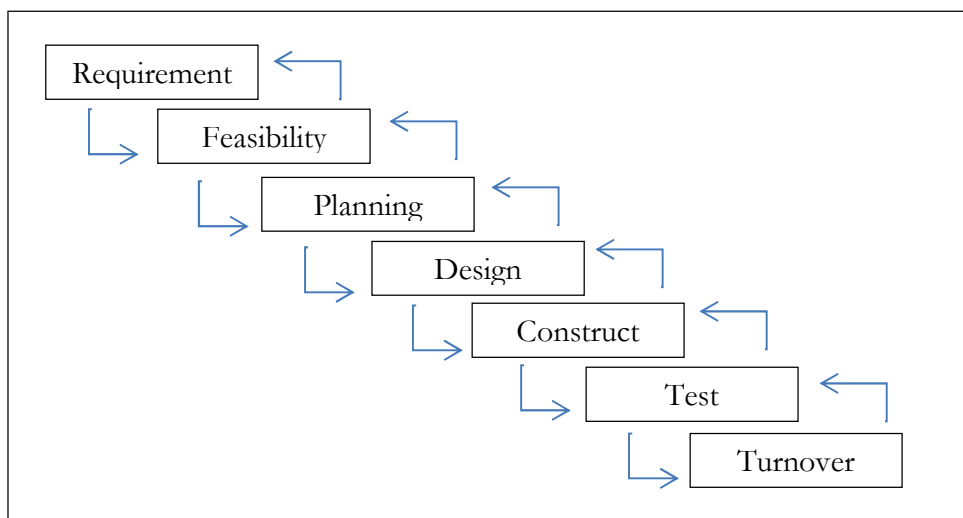 Requirement
Feasibility
Planning
Design
Construct
Test
Turnover